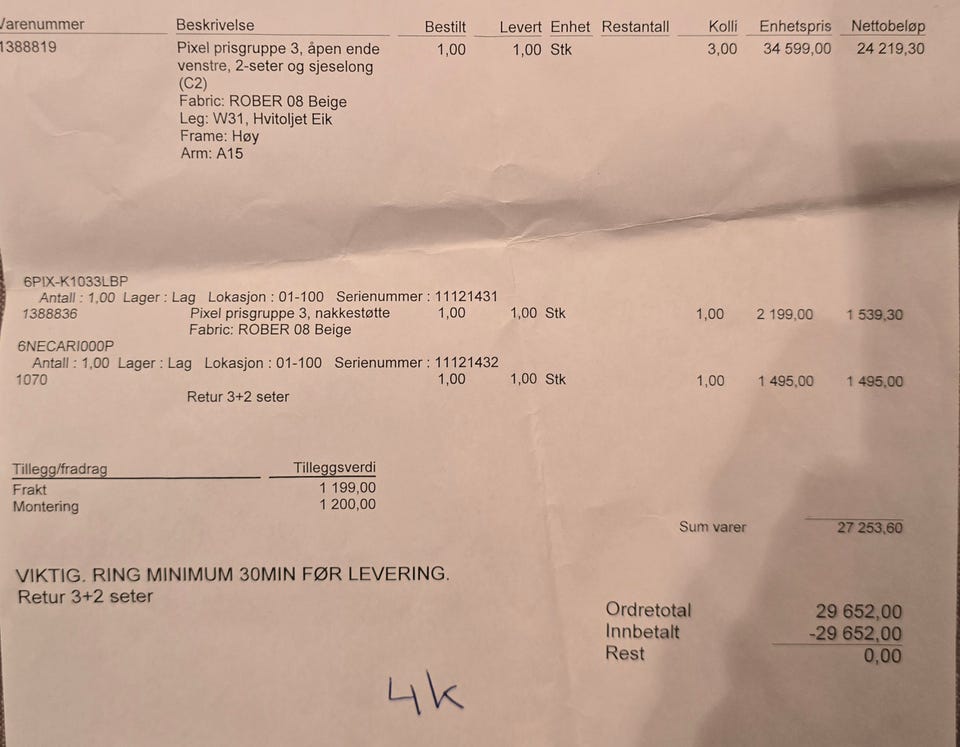 Varenummer Beskrivelse Bestilt Levert Enhet Restantall Kolli Enhetspris Nettobeløp
1388819 Pixel prisgruppe 3, åpen ende 1,00 1,00 Stk 3,00 34 599,00 24 219,30
venstre, 2-seter og sjeselong
(C2)
Fabric: ROBER 08 Beige
Leg: W31, Hvitoljet Eik
Frame: Høy
Arm: A15
6PIX-K1033LBP
Antall : 1,00 Lager : Lag Lokasjon : 01-100 Serienummer : 11121431
1388836 Pixel prisgruppe 3, nakkestøtte 1,00 1,00 Stk 1,00 2 199,00 1 539,30
Fabric: ROBER 08 Beige
6NECARI000P
Antall : 1,00 Lager : Lag Lokasjon : 01-100 Serienummer : 11121432
1070 1,00 1,00 Stk 1,00 1 495,00 1 495,00
Retur 3+2 seter
Tillegg/fradrag Tilleggsverdi
Frakt 1 199,00
Montering 1 200,00
Sum varer 27 253,60
VIKTIG. RING MINIMUM 30MIN FØR LEVERING.
Retur 3+2 seter
Ordretotal 29 652,00
Innbetalt -29 652,00
Rest 0,00
4k